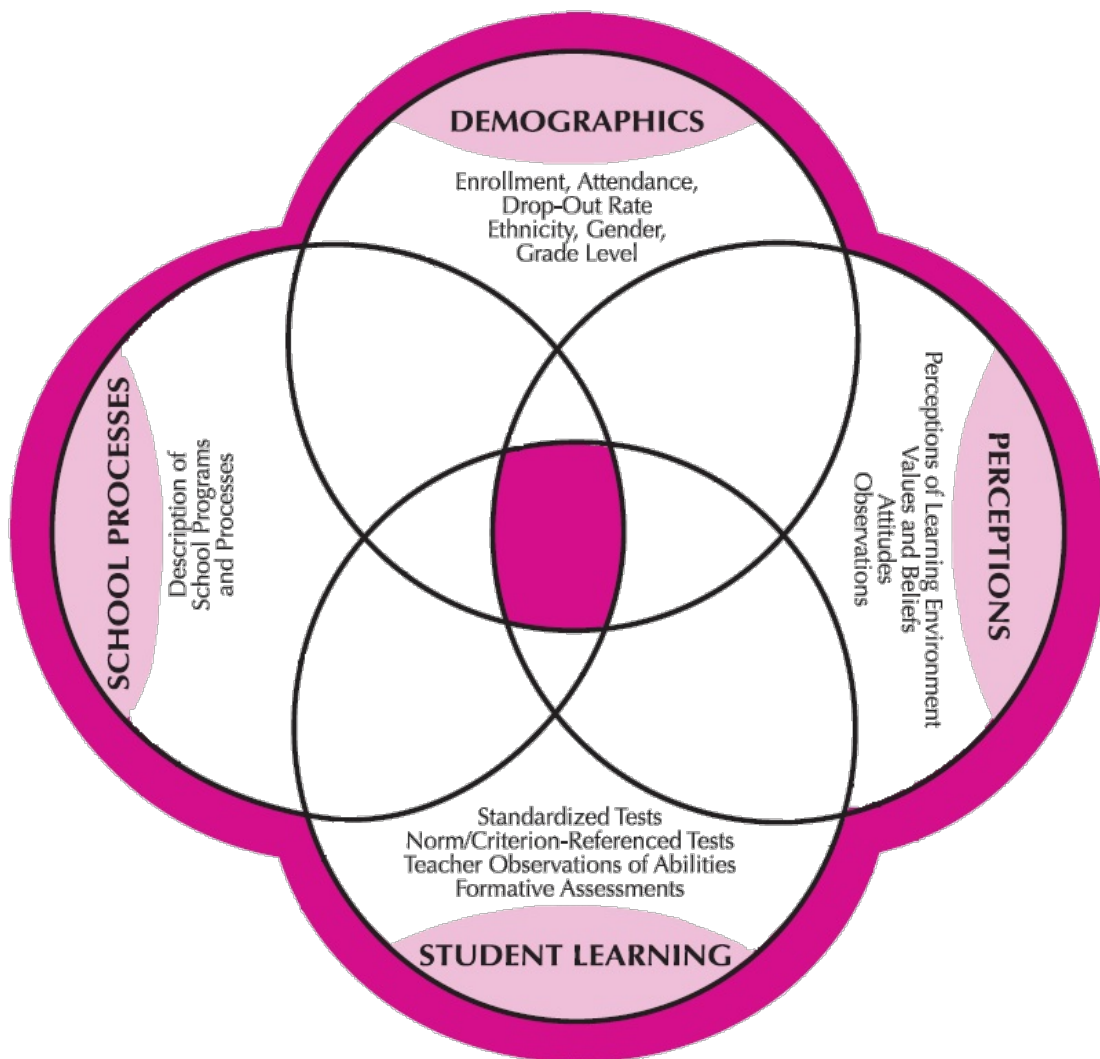 DEMOGRAPHICS
Enrollment, Attendance,
Drop-Out Rate
Ethnicity, Gender,
Grade Level
SCHOOL PROCESSES
Description of
School Programs
and Processes
PERCEPTIONS
Perceptions of Learning Environment
Values and Beliefs
Attitudes
Observations
Standardized Tests
Norm/Criterion-Referenced Tests
Teacher Observations of Abilities
Formative Assessments
STUDENT LEARNING